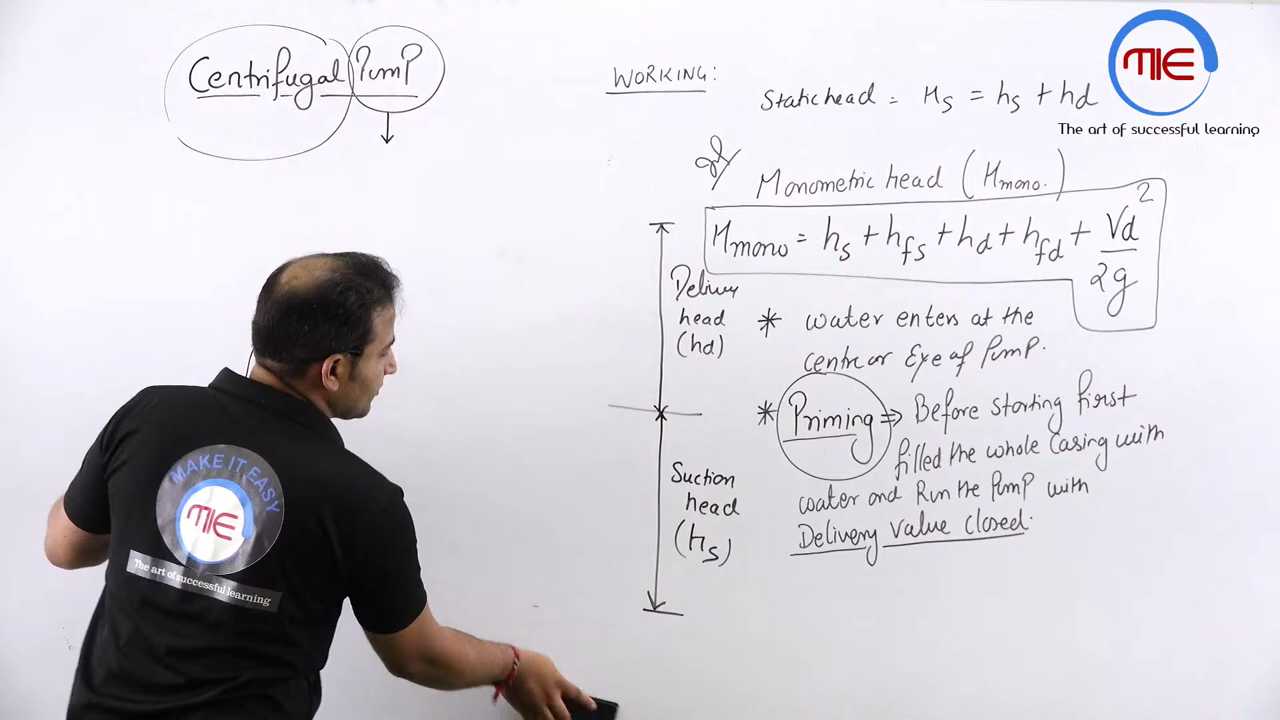 Centrifugal PumP
WORKING:
Static head = Hs = hs + hd
Monometric head (Hmono.)
Hmono = hs + hfs + hd + hfd + Vd²/2g
Delivery head (hd)
* water enters at the
centre or Eye of PumP.
* Priming ⇒ Before starting first
filled the whole Casing with
water and Run the PumP with
Delivery value closed.
Suction
head
(hs)
MIE
The art of successful learning
MAKE IT EASY
MIE
The art of successful learning